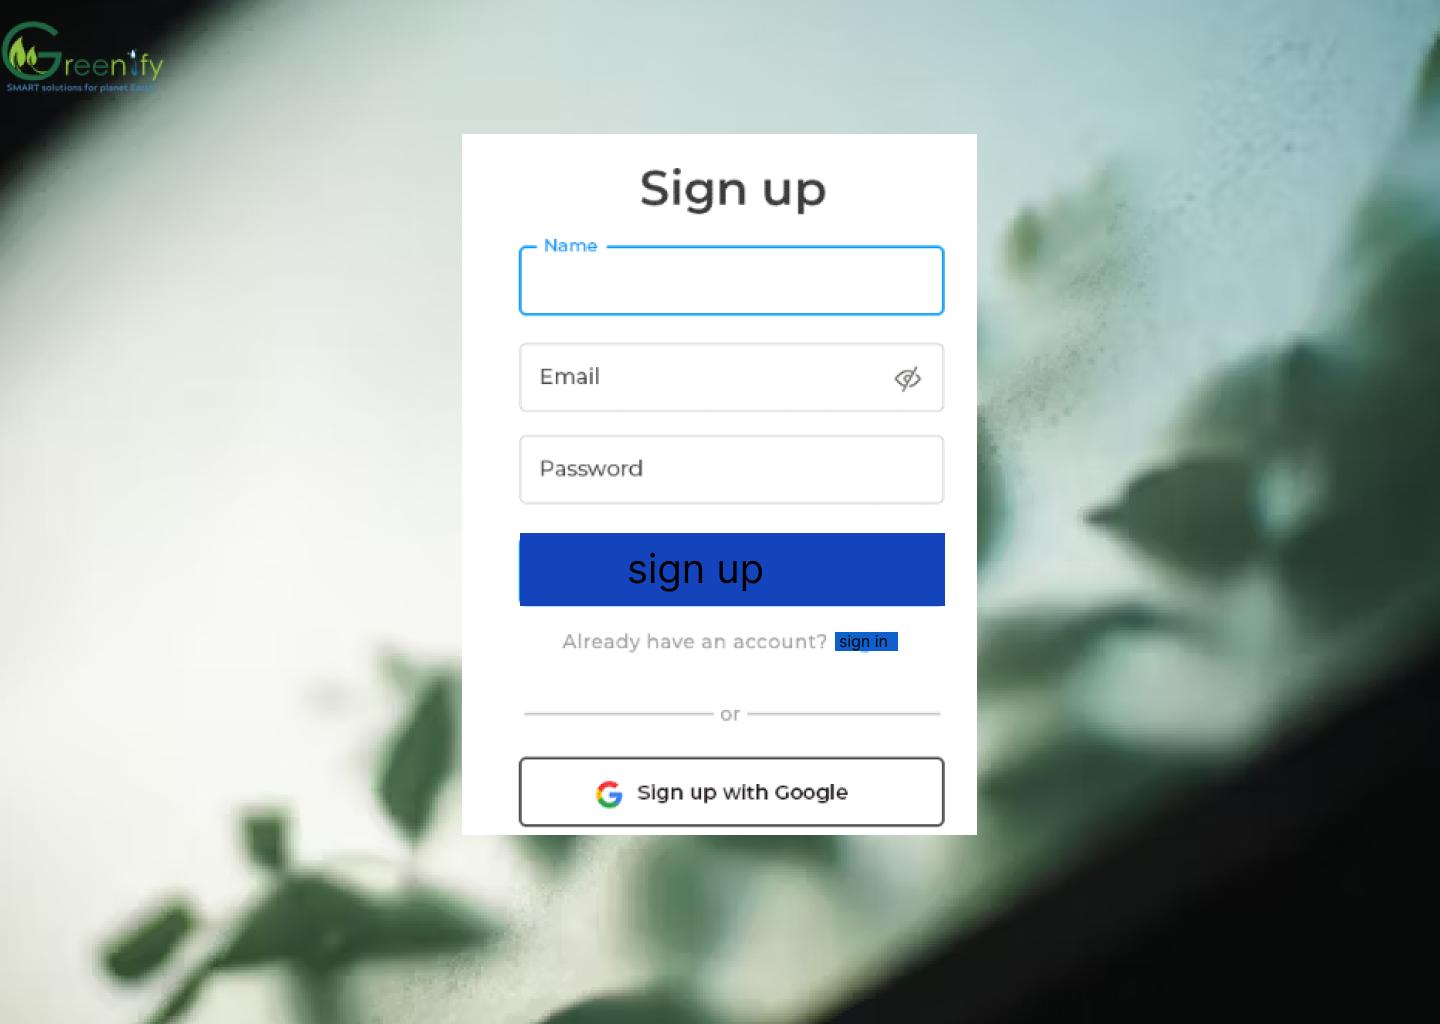 Greenify
SMART solutions for planet Earth
Sign up
Name
Email
Password
sign up
Already have an account? sign in
or
Sign up with Google